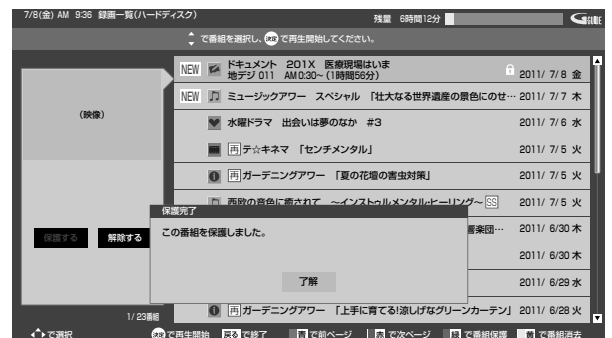 7/8(金) AM 9:36 録画一覧(ハードディスク)
残量 6時間12分
G GUIDE
で番組を選択し、決定で再生開始してください。
NEW ドキュメント 201X 医療現場はいま
地デジ 011 AM 0:30~(1時間56分) 2011/ 7/ 8 金
NEW ミュージックアワー スペシャル 「壮大なる世界遺産の景色にのせ… 2011/ 7/ 7 木
水曜ドラマ 出会いは夢のなか #3 2011/ 7/ 6 水
再 テ☆キネマ 「センチメンタル」 2011/ 7/ 5 火
再 ガーデニングアワー 「夏の花壇の害虫対策」 2011/ 7/ 5 火
西欧の音色に癒されて ~インストゥルメンタル・ヒーリング~ SS 2011/ 7/ 5 火
響楽団… 2011/ 6/30 木
2011/ 6/30 木
2011/ 6/29 水
再 ガーデニングアワー 「上手に育てる!涼しげなグリーンカーテン」 2011/ 6/28 火
(映像)
保護する
解除する
1/ 23番組
保護完了
この番組を保護しました。
了解
で選択 決定で再生開始 戻るで終了 青で前ページ 赤で次ページ 緑で番組保護 黄で番組消去